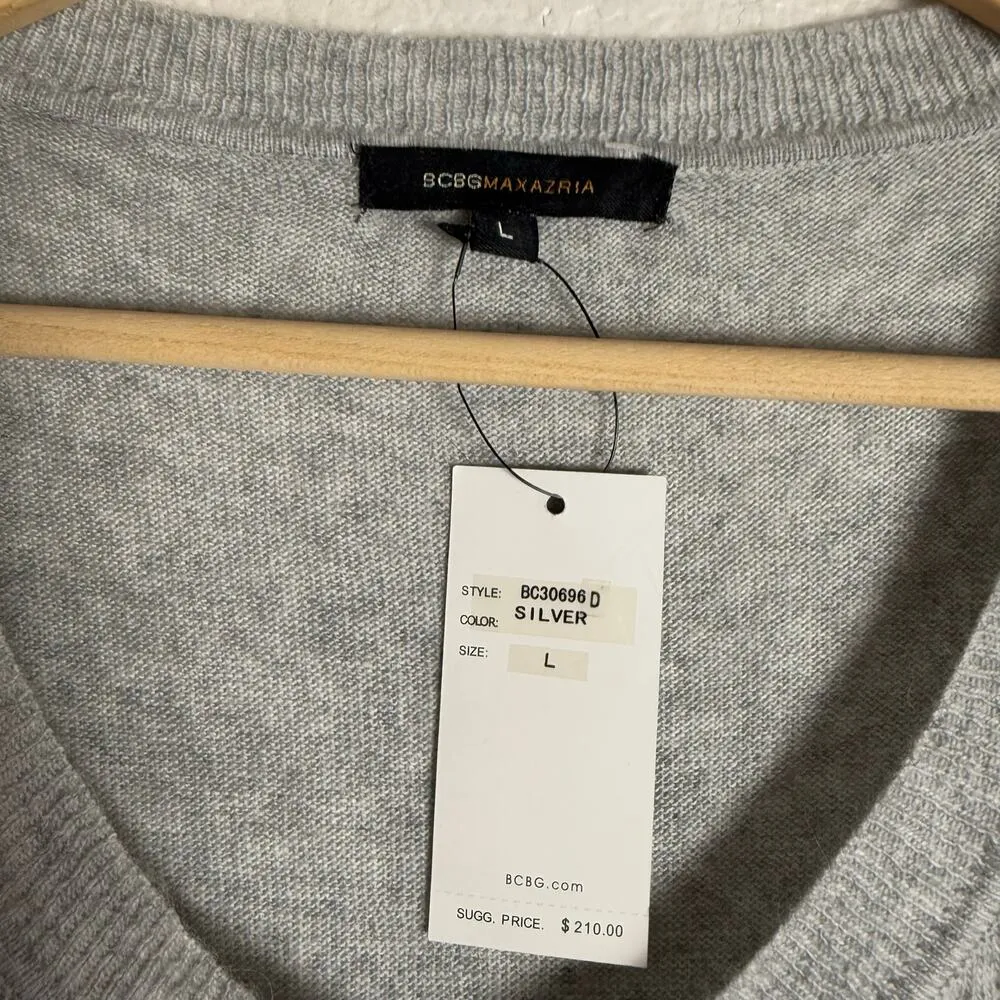 BCBGMAXAZRIA
L
STYLE: BC30696 D
COLOR: SILVER
SIZE: L
BCBG.com
SUGG. PRICE. $210.00